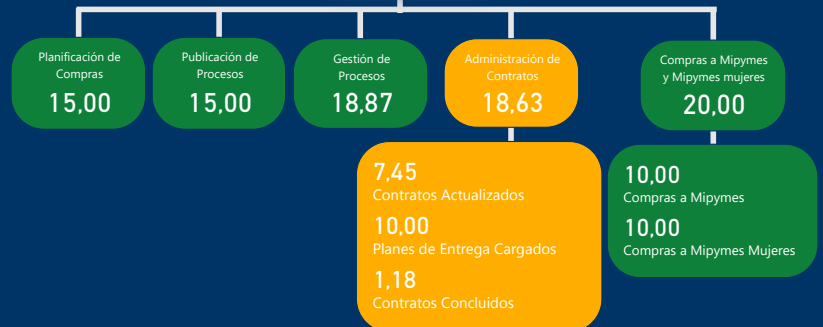 Planificación de
Compras
15,00
Publicación de
Procesos
15,00
Gestión de
Procesos
18,87
Administración de
Contratos
18,63
Compras a Mipymes
y Mipymes mujeres
20,00
7,45
Contratos Actualizados
10,00
Planes de Entrega Cargados
1,18
Contratos Concluidos
10,00
Compras a Mipymes
10,00
Compras a Mipymes Mujeres